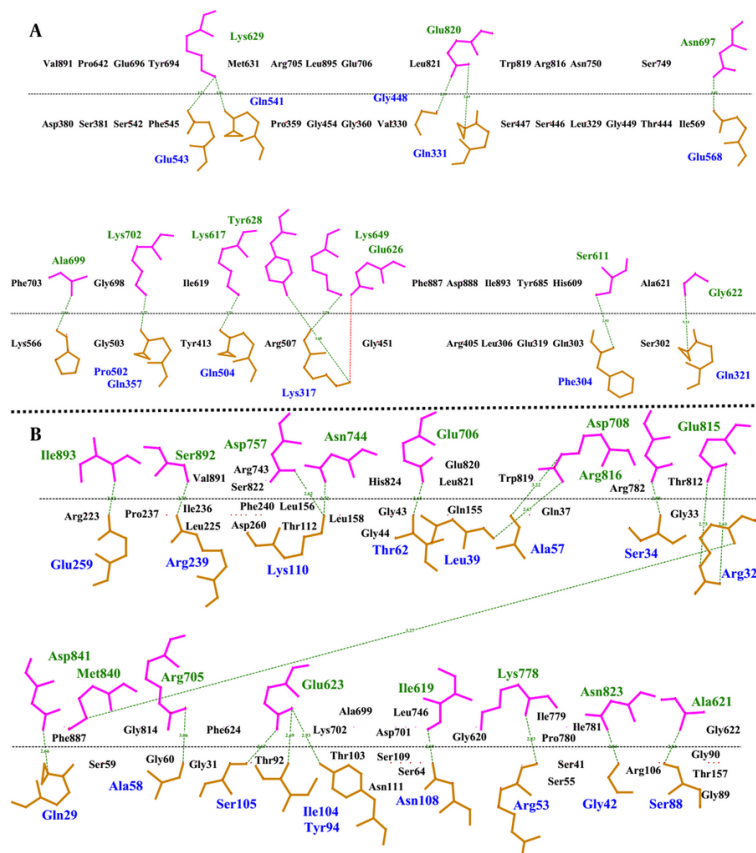 A
Lys629
Glu820
Asn697
Val891 Pro642 Glu696 Tyr694 Met631 Arg705 Leu895 Glu706 Leu821 Trp819 Arg816 Asn750 Ser749
Gln541 Gly448
Asp380 Ser381 Ser542 Phe545 Pro359 Gly454 Gly360 Val330 Ser447 Ser446 Leu329 Gly449 Thr444 Ile569
Glu543 Gln331 Glu568
Tyr628
Lys702 Lys617 Lys649
Ala699 Glu626 Ser611
Phe703 Gly698 Ile619 Phe887 Asp888 Ile893 Tyr685 His609 Ala621
Gly622
Lys566 Gly503 Tyr413 Arg507 Gly451 Arg405 Leu306 Glu319 Gln303 Ser302
Pro502
Gln357 Gln504 Lys317 Phe304 Gln321
B
Ile893 Ser892 Asp757 Asn744 Glu706 Asp708 Glu815
Val891 Arg743 Ser822 His824 Glu820 Leu821 Trp819 Arg816 Arg782 Thr812
Arg223 Pro237 Ile236 Leu225 Phe240 Asp260 Leu156 Thr112 Leu158 Gly43 Gly44 Gln155 Gln37 Gly33
Glu259 Arg239 Lys110 Thr62 Leu39 Ala57 Ser34 Arg32
Asp841 Met840 Arg705 Glu623 Ile619 Lys778 Asn823 Ala621
Phe887 Gly814 Phe624 Lys702 Ala699 Leu746 Asp701 Gly620 Ile779 Pro780 Ile781 Gly622
Ser59 Gly60 Gly31 Thr92 Thr103 Asn111 Ser109 Ser64 Ser41 Ser55 Arg106 Gly90 Thr157 Gly89
Gln29 Ala58 Ser105 Ile104 Tyr94 Asn108 Arg53 Gly42 Ser88